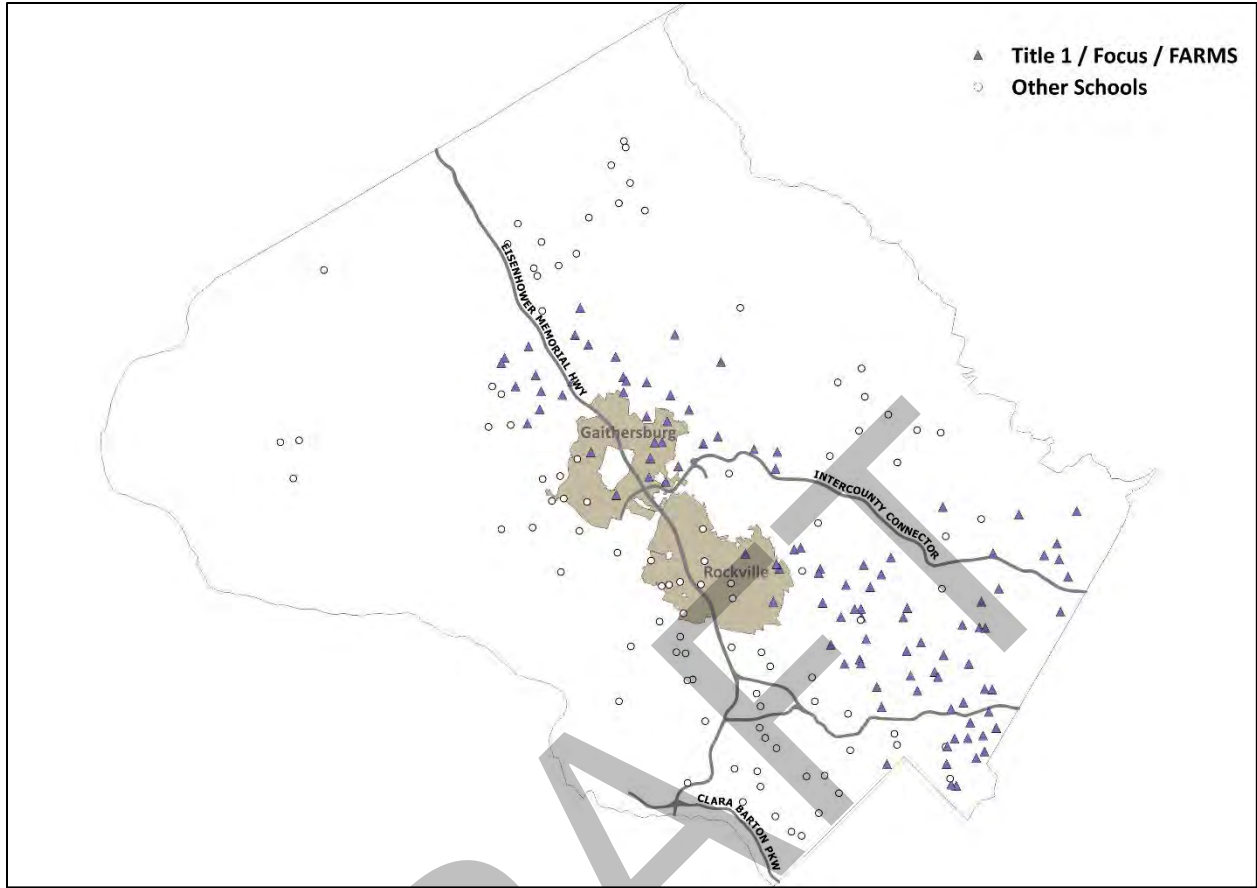 Title 1 / Focus / FARMS
Other Schools
EISENHOWER MEMORIAL HWY
Gaithersburg
INTERCOUNTY CONNECTOR
Rockville
CLARA BARTON PKW
DRAFT